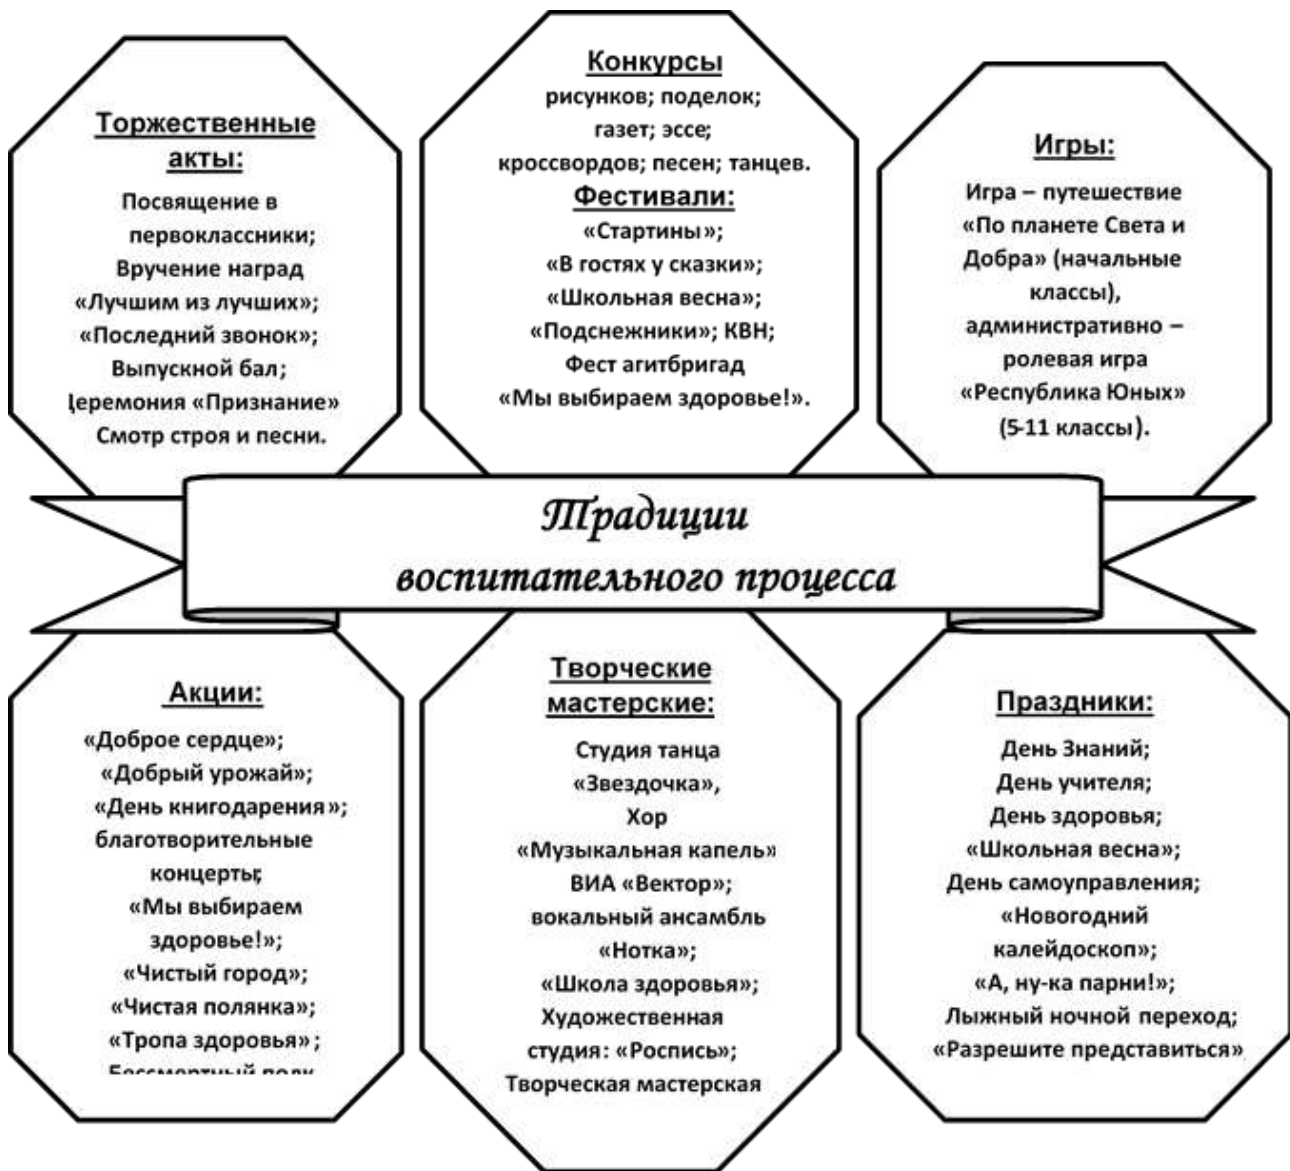 Торжественные
акты:
Посвящение в
первоклассники;
Вручение наград
«Лучшим из лучших»;
«Последний звонок»;
Выпускной бал;
Церемония «Признание»
Смотр строя и песни.
Конкурсы
рисунков; поделок;
газет; эссе;
кроссвордов; песен; танцев.
Фестивали:
«Стартины»;
«В гостях у сказки»;
«Школьная весна»;
«Подснежники»; КВН;
Фест агитбригад
«Мы выбираем здоровье!».
Игры:
Игра – путешествие
«По планете Света и
Добра» (начальные
классы),
административно –
ролевая игра
«Республика Юных»
(5-11 классы).
Традиции
воспитательного процесса
Акции:
«Доброе сердце»;
«Добрый урожай»;
«День книгодарения»;
благотворительные
концерты;
«Мы выбираем
здоровье!»;
«Чистый город»;
«Чистая полянка»;
«Тропа здоровья»;
Бессмертный полк
Творческие
мастерские:
Студия танца
«Звездочка»,
Хор
«Музыкальная капель»
ВИА «Вектор»;
вокальный ансамбль
«Нотка»;
«Школа здоровья»;
Художественная
студия: «Роспись»;
Творческая мастерская
Праздники:
День Знаний;
День учителя;
День здоровья;
«Школьная весна»;
День самоуправления;
«Новогодний
калейдоскоп»;
«А, ну-ка парни!»;
Лыжный ночной переход;
«Разрешите представиться»